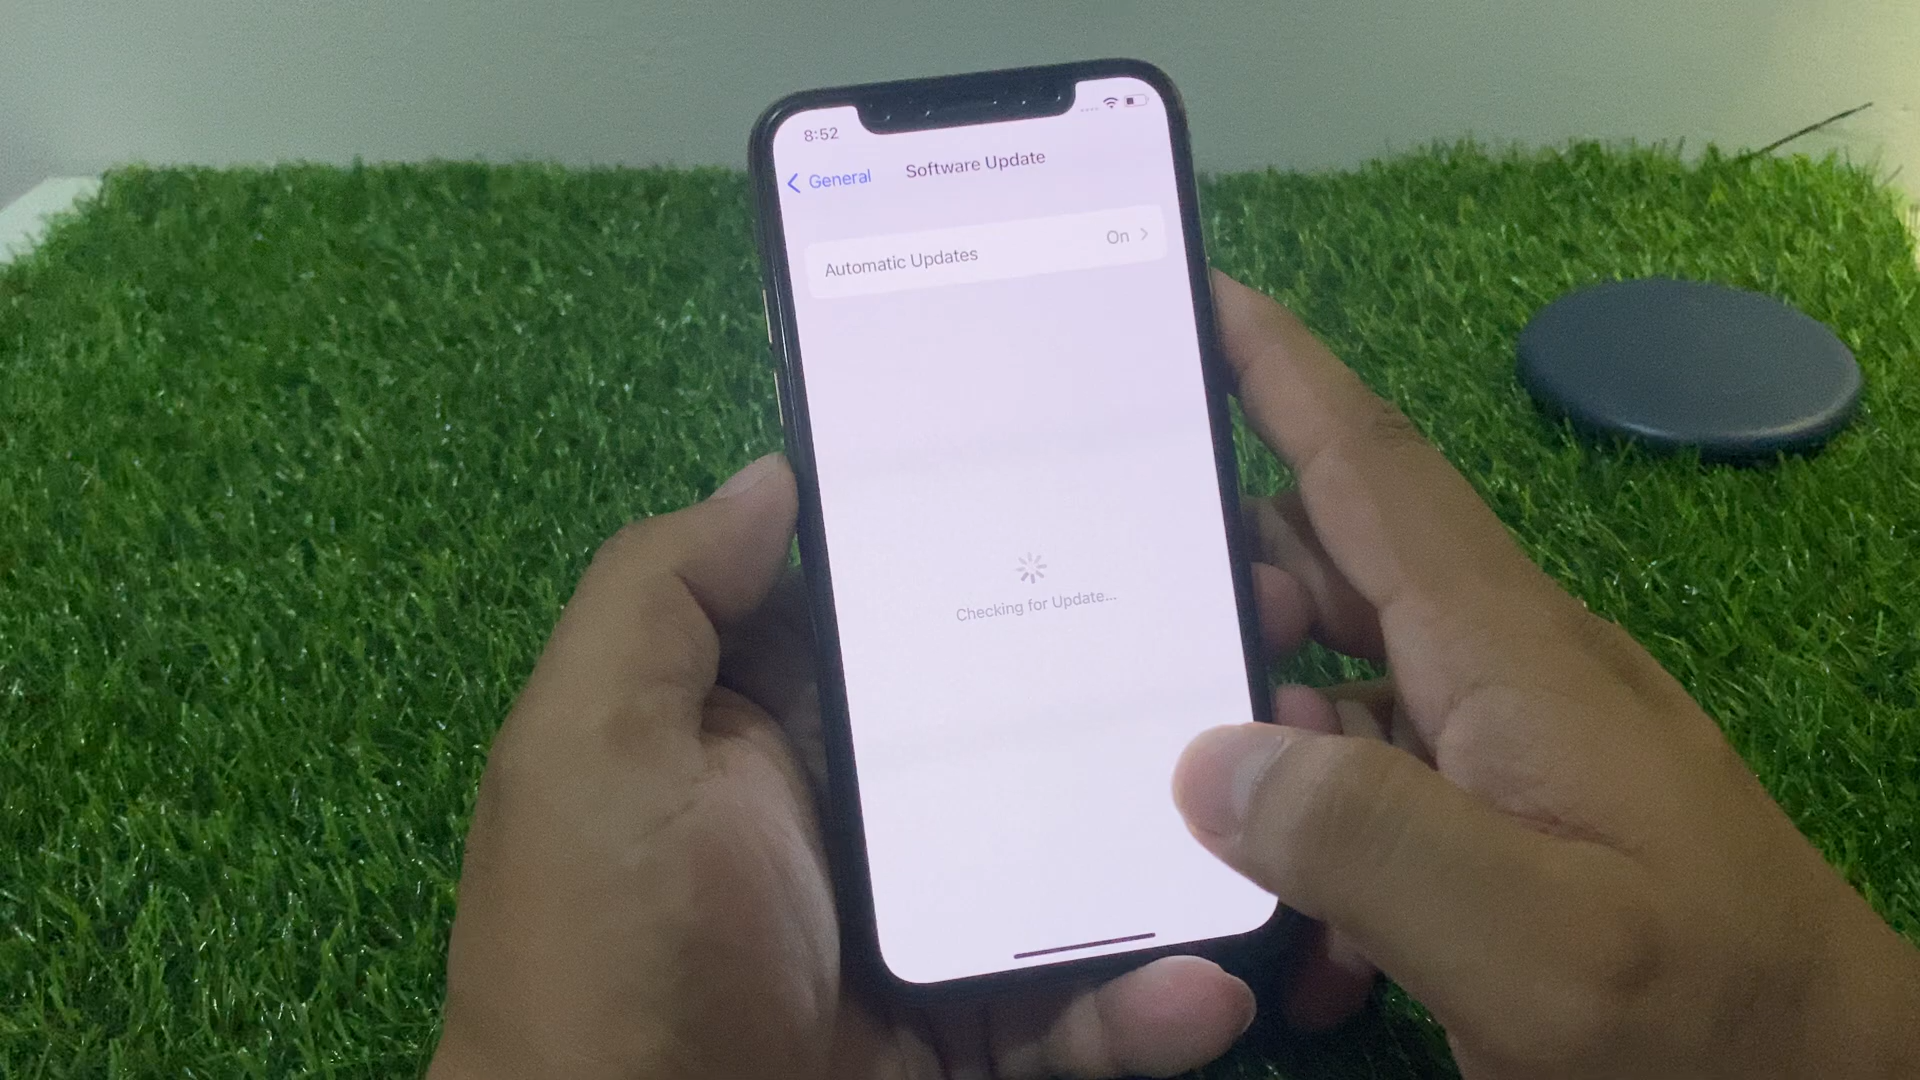 8:52
General
Software Update
Automatic Updates
On
Checking for Update...